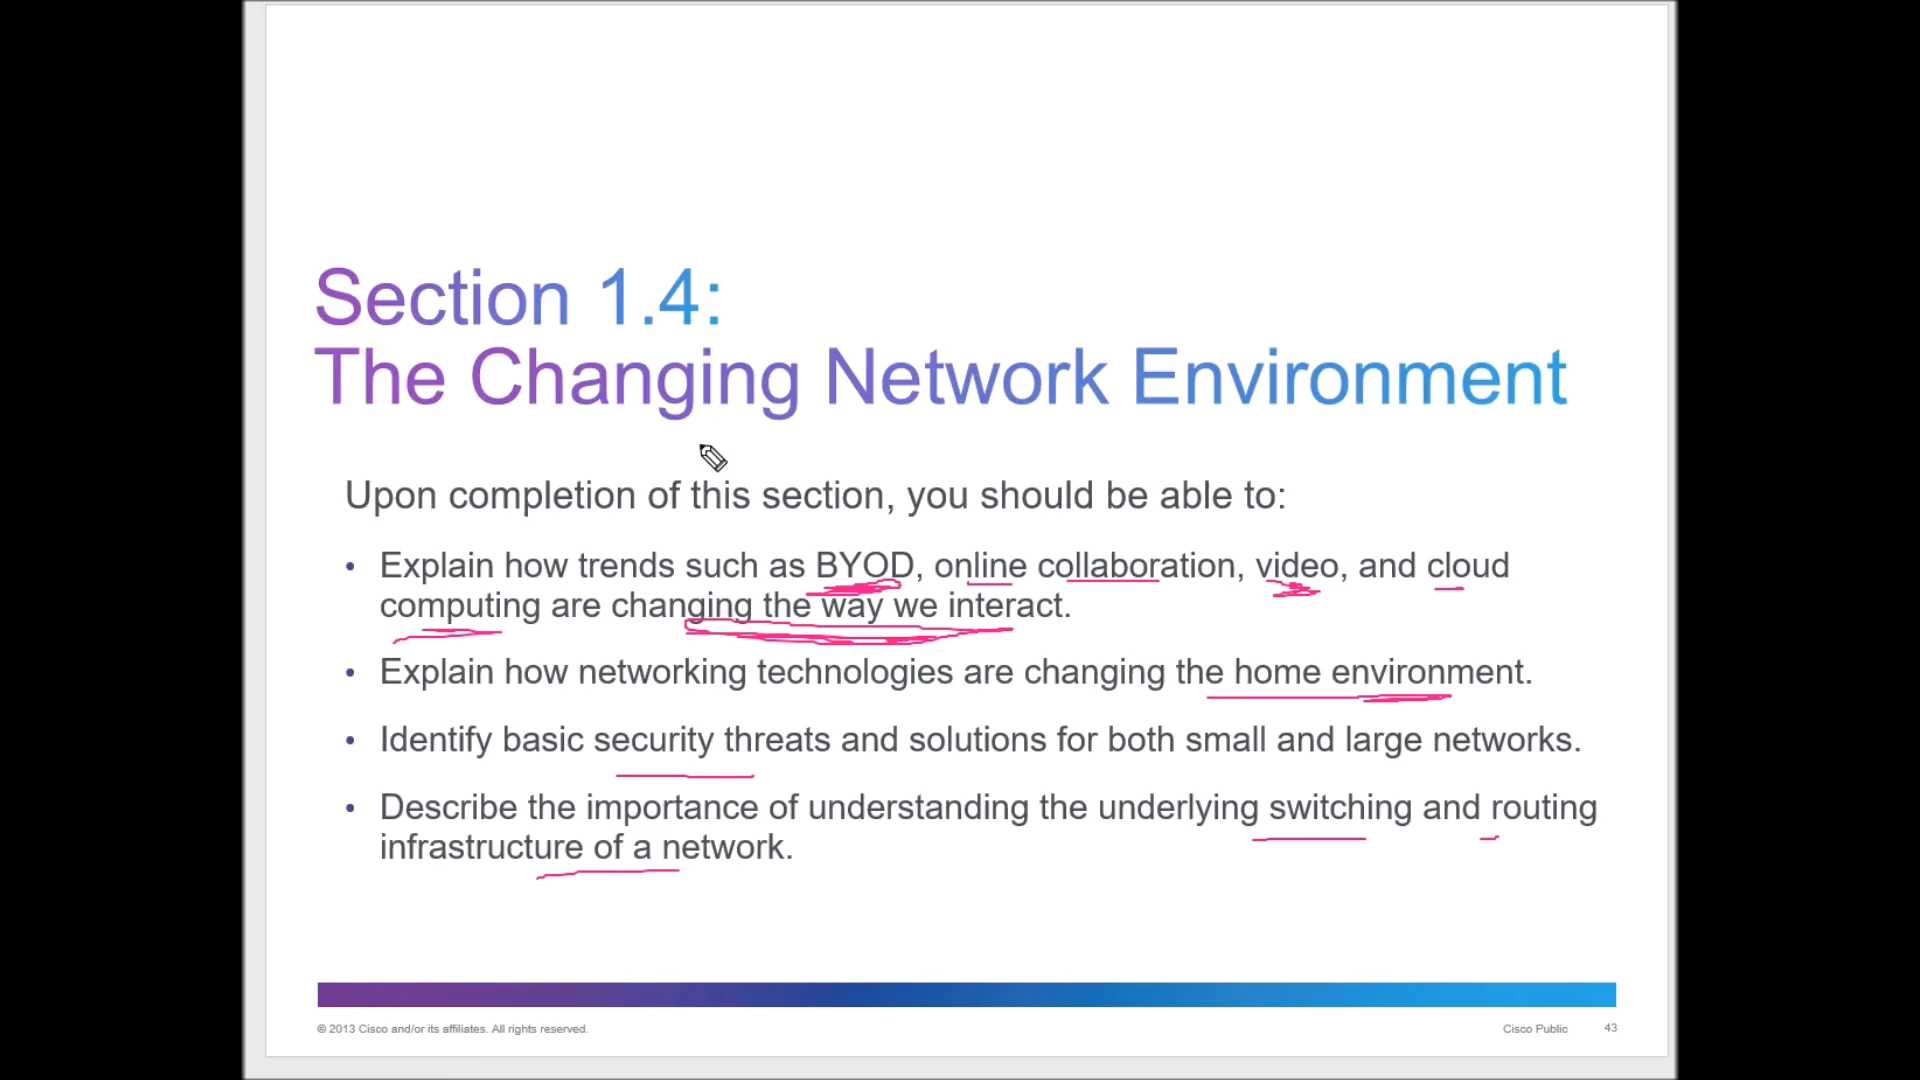 Section 1.4:
The Changing Network Environment
Upon completion of this section, you should be able to:
• Explain how trends such as BYOD, online collaboration, video, and cloud
computing are changing the way we interact.
• Explain how networking technologies are changing the home environment.
• Identify basic security threats and solutions for both small and large networks.
• Describe the importance of understanding the underlying switching and routing
infrastructure of a network.
© 2013 Cisco and/or its affiliates. All rights reserved.
Cisco Public 43